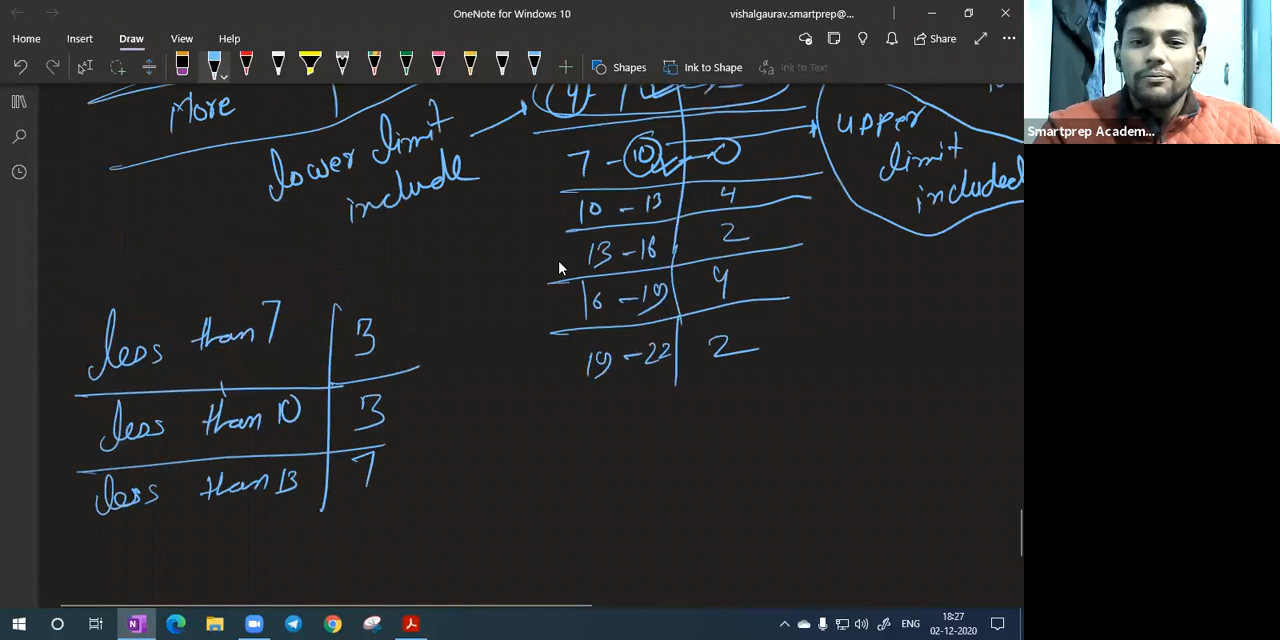 OneNote for Windows 10
vishalgaurav.smartprep@...
Home Insert Draw View Help
Share
Shapes
Ink to Shape
Ink to Text
More
lower limit
include
upper
limit
included
7 - 10 0
10 - 13 4
13 - 16 2
16 - 19 4
19 - 22 2
less than 7 3
less than 10 3
less than 13 7
Smartprep Academ...
ENG
18:27
02-12-2020